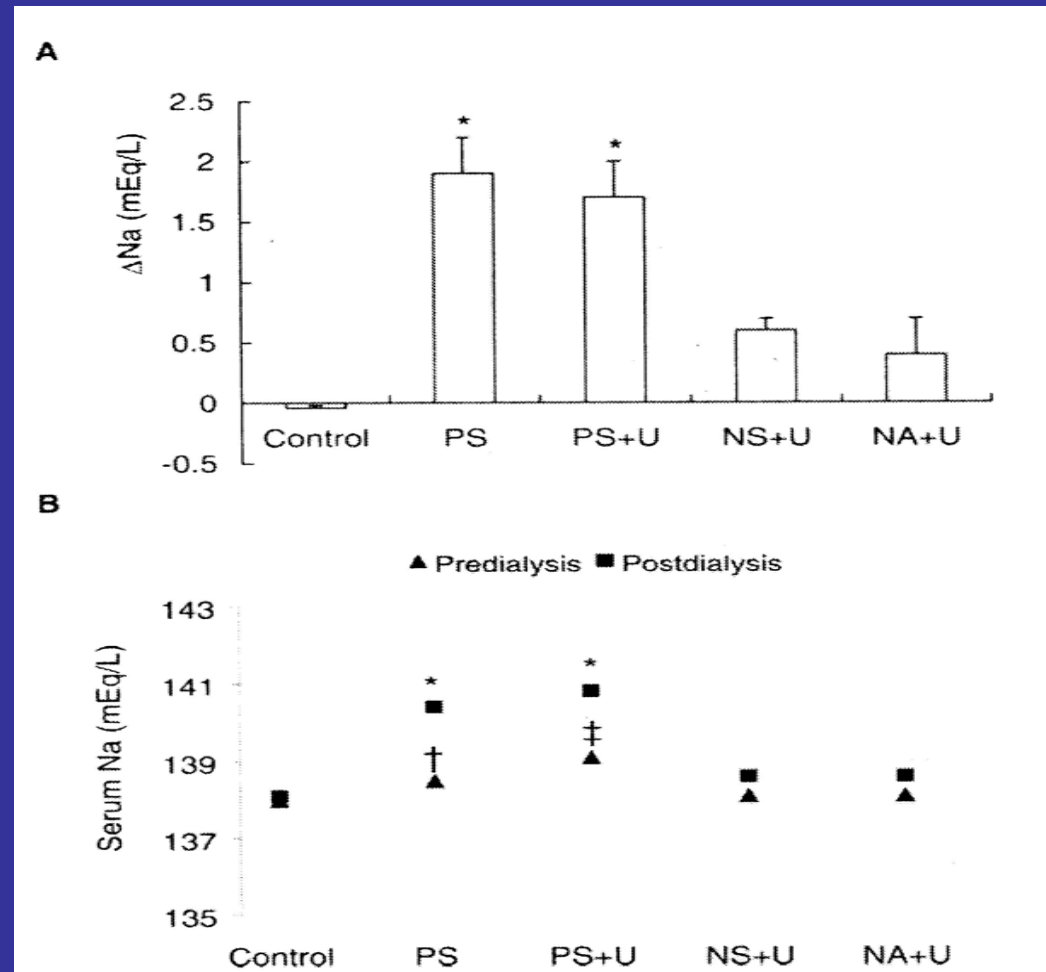 A
2.5
2
1.5
1
0.5
0
-0.5
ΔNa (mEq/L)
*
*
Control PS PS+U NS+U NA+U
B
▲ Predialysis ■ Postdialysis
143
141
139
137
135
Serum Na (mEq/L)
*
*
†
‡
Control PS PS+U NS+U NA+U